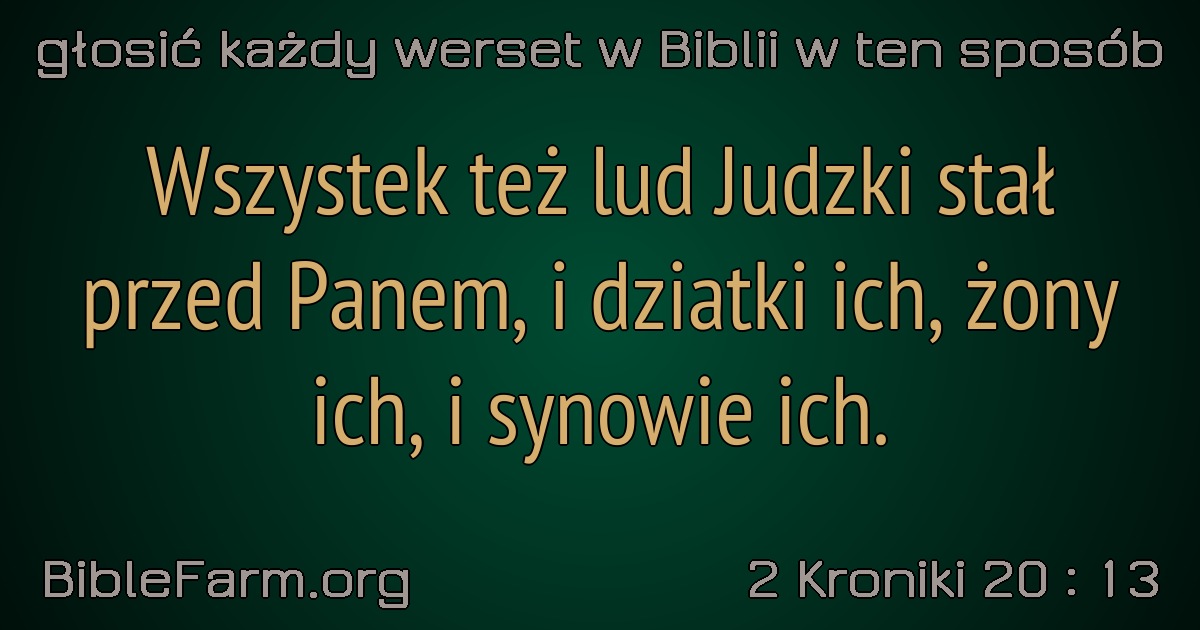 głosić każdy werset w Biblii w ten sposób
Wszystek też lud Judzki stał
przed Panem, i dziatki ich, żony
ich, i synowie ich.
BibleFarm.org
2 Kroniki 20 : 13